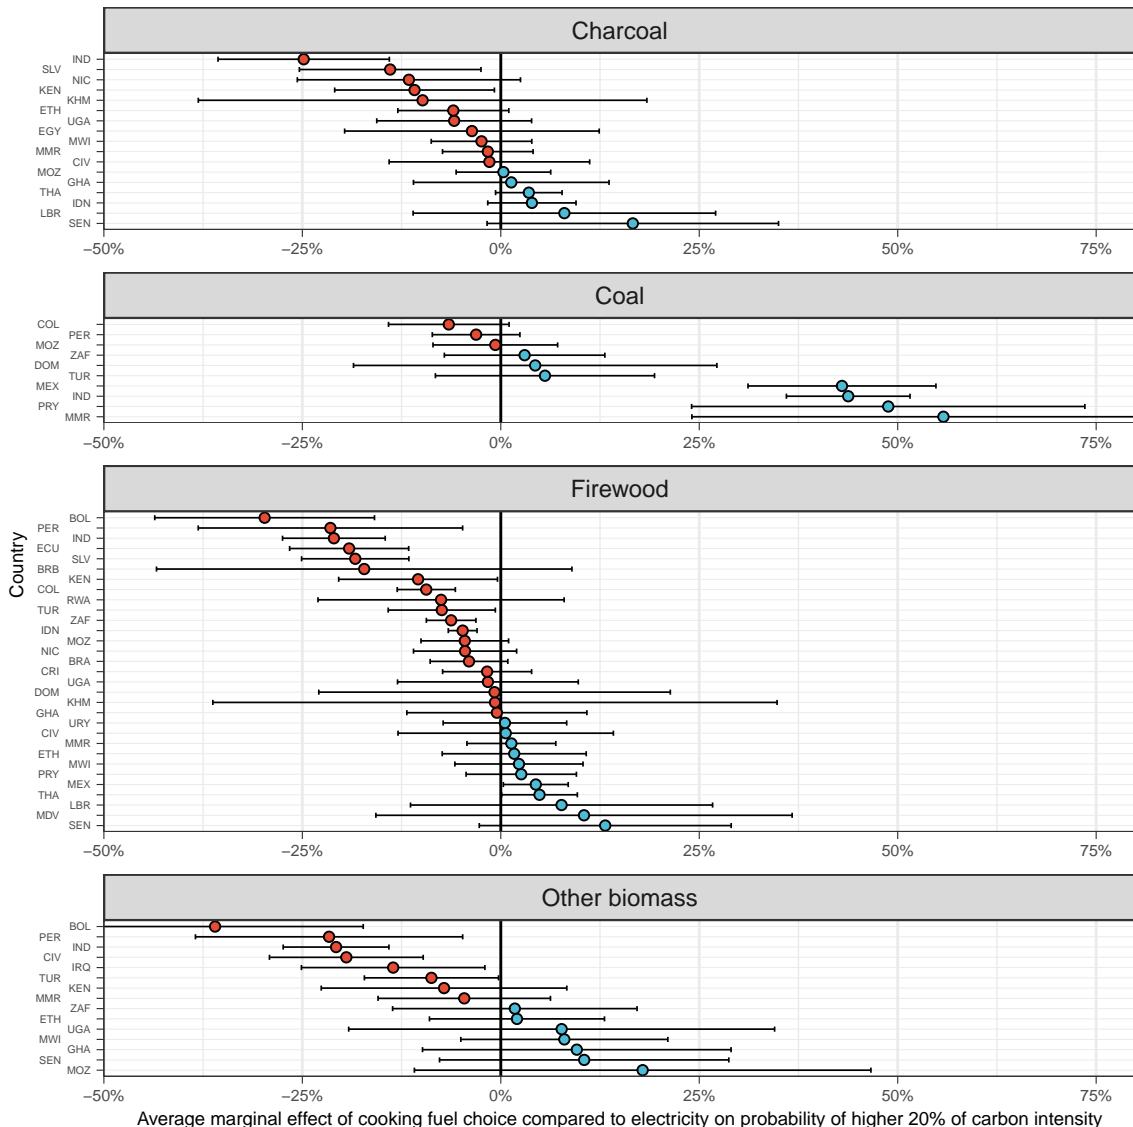 Charcoal
IND
SLV
NIC
KEN
KHM
ETH
UGA
EGY
MWI
MMR
CIV
MOZ
GHA
THA
IDN
LBR
SEN
−50% −25% 0% 25% 50% 75%
Coal
COL
PER
MOZ
ZAF
DOM
TUR
MEX
IND
PRY
MMR
−50% −25% 0% 25% 50% 75%
Firewood
BOL
PER
IND
ECU
SLV
BRB
KEN
COL
RWA
TUR
ZAF
IDN
MOZ
NIC
BRA
CRI
UGA
DOM
KHM
GHA
URY
CIV
MMR
ETH
MWI
PRY
MEX
THA
LBR
MDV
SEN
−50% −25% 0% 25% 50% 75%
Country
Other biomass
BOL
PER
IND
CIV
IRQ
TUR
KEN
MMR
ZAF
ETH
UGA
MWI
GHA
SEN
MOZ
−50% −25% 0% 25% 50% 75%
Average marginal effect of cooking fuel choice compared to electricity on probability of higher 20% of carbon intensity